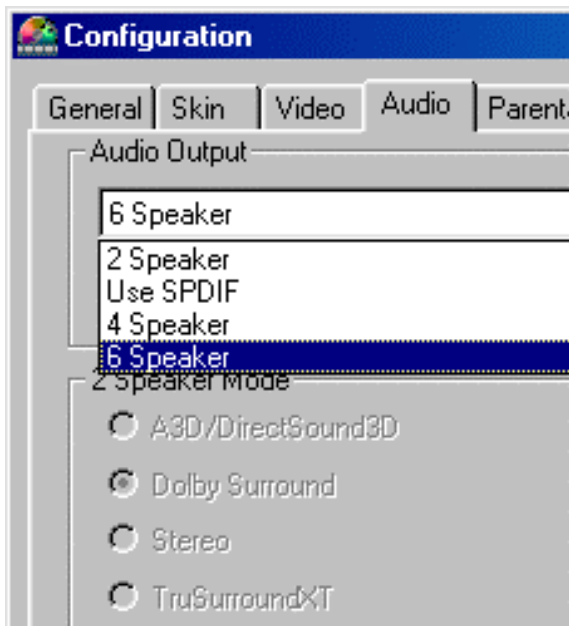 Configuration
General Skin Video Audio Parenta
Audio Output
6 Speaker
2 Speaker
Use SPDIF
4 Speaker
6 Speaker
2 Speaker Mode
A3D/DirectSound3D
Dolby Surround
Stereo
TruSurroundXT